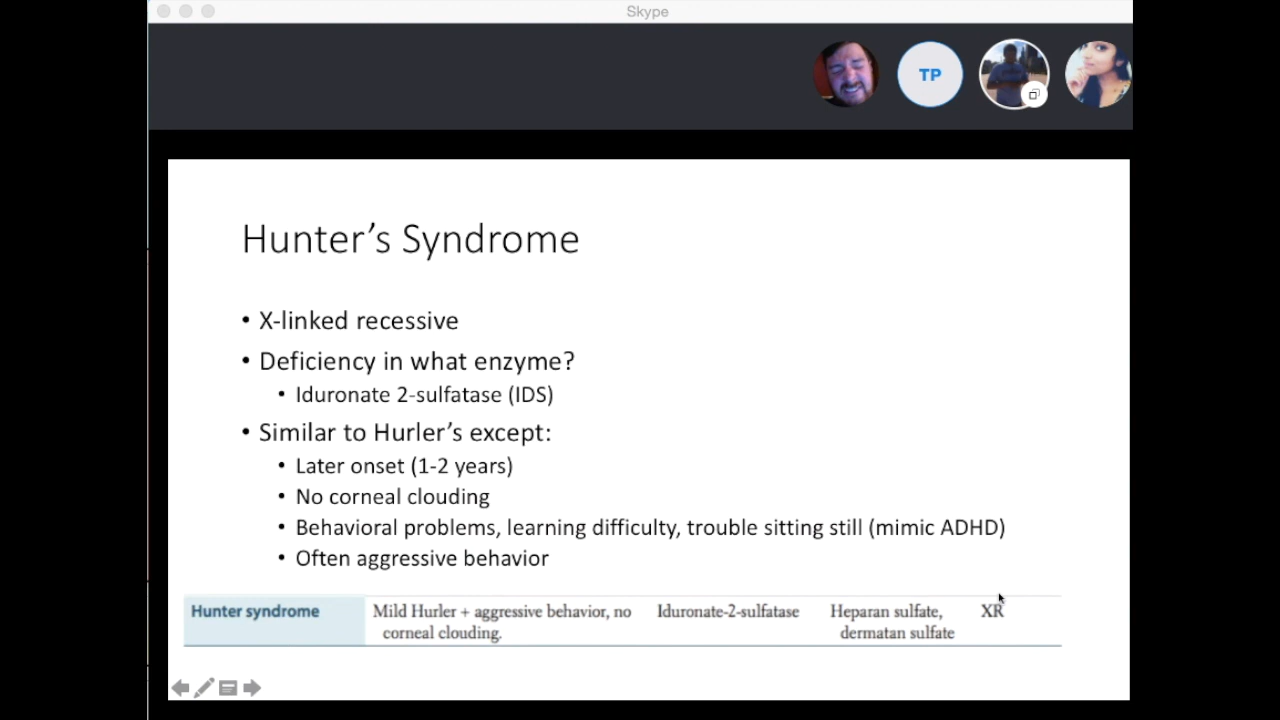 Skype
TP
Hunter’s Syndrome
• X-linked recessive
• Deficiency in what enzyme?
• Iduronate 2-sulfatase (IDS)
• Similar to Hurler’s except:
• Later onset (1-2 years)
• No corneal clouding
• Behavioral problems, learning difficulty, trouble sitting still (mimic ADHD)
• Often aggressive behavior
Hunter syndrome Mild Hurler + aggressive behavior, no Iduronate-2-sulfatase Heparan sulfate, XR
corneal clouding. dermatan sulfate